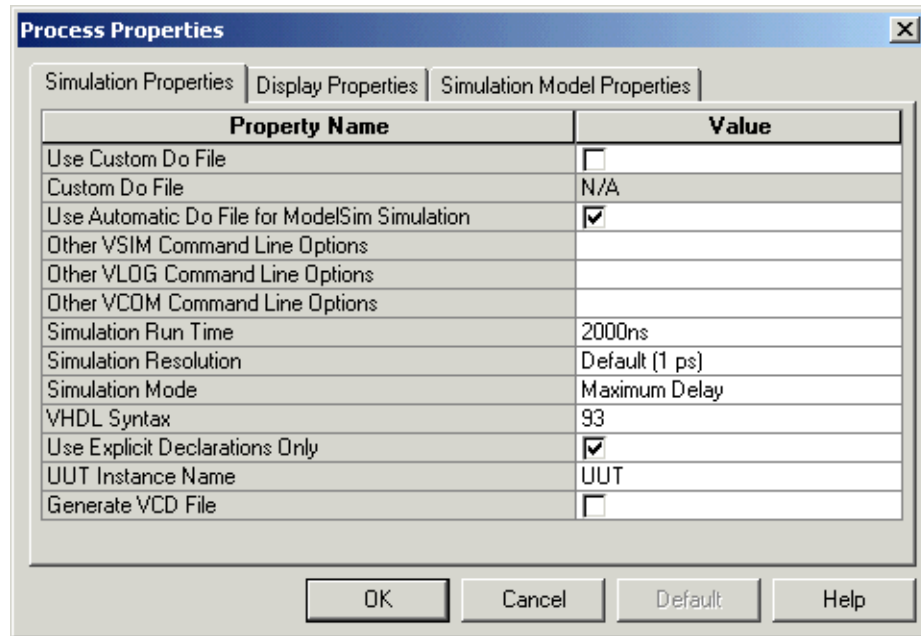 Process Properties
Simulation Properties Display Properties Simulation Model Properties
Property Name Value
Use Custom Do File
Custom Do File N/A
Use Automatic Do File for ModelSim Simulation
Other VSIM Command Line Options
Other VLOG Command Line Options
Other VCOM Command Line Options
Simulation Run Time 2000ns
Simulation Resolution Default (1 ps)
Simulation Mode Maximum Delay
VHDL Syntax 93
Use Explicit Declarations Only
UUT Instance Name UUT
Generate VCD File
OK Cancel Default Help